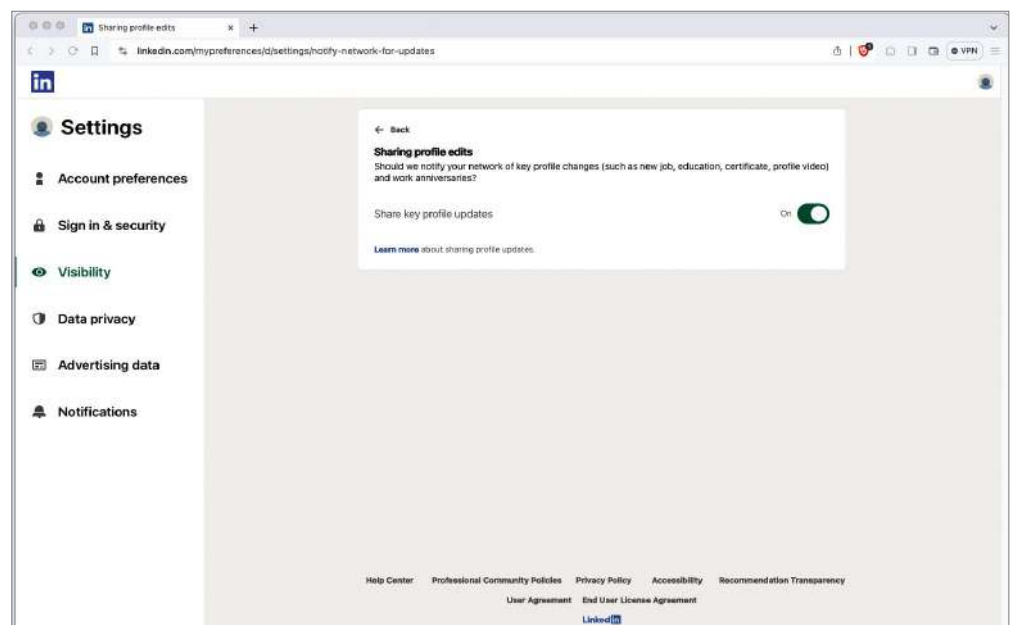 Sharing profile edits
linkedin.com/mypreferences/d/settings/notify-network-for-updates
VPN
in
Settings
Account preferences
Sign in & security
Visibility
Data privacy
Advertising data
Notifications
Back
Sharing profile edits
Should we notify your network of key profile changes (such as new job, education, certificate, profile video)
and work anniversaries?
Share key profile updates
On
Learn more about sharing profile updates.
Help Center Professional Community Policies Privacy Policy Accessibility Recommendation Transparency
User Agreement End User License Agreement
Linkedin